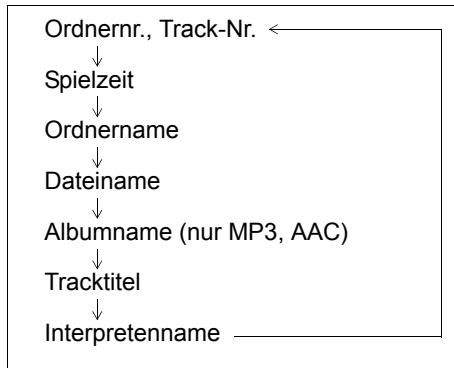 Ordnernr., Track-Nr.
Spielzeit
Ordnername
Dateiname
Albumname (nur MP3, AAC)
Tracktitel
Interpretenname